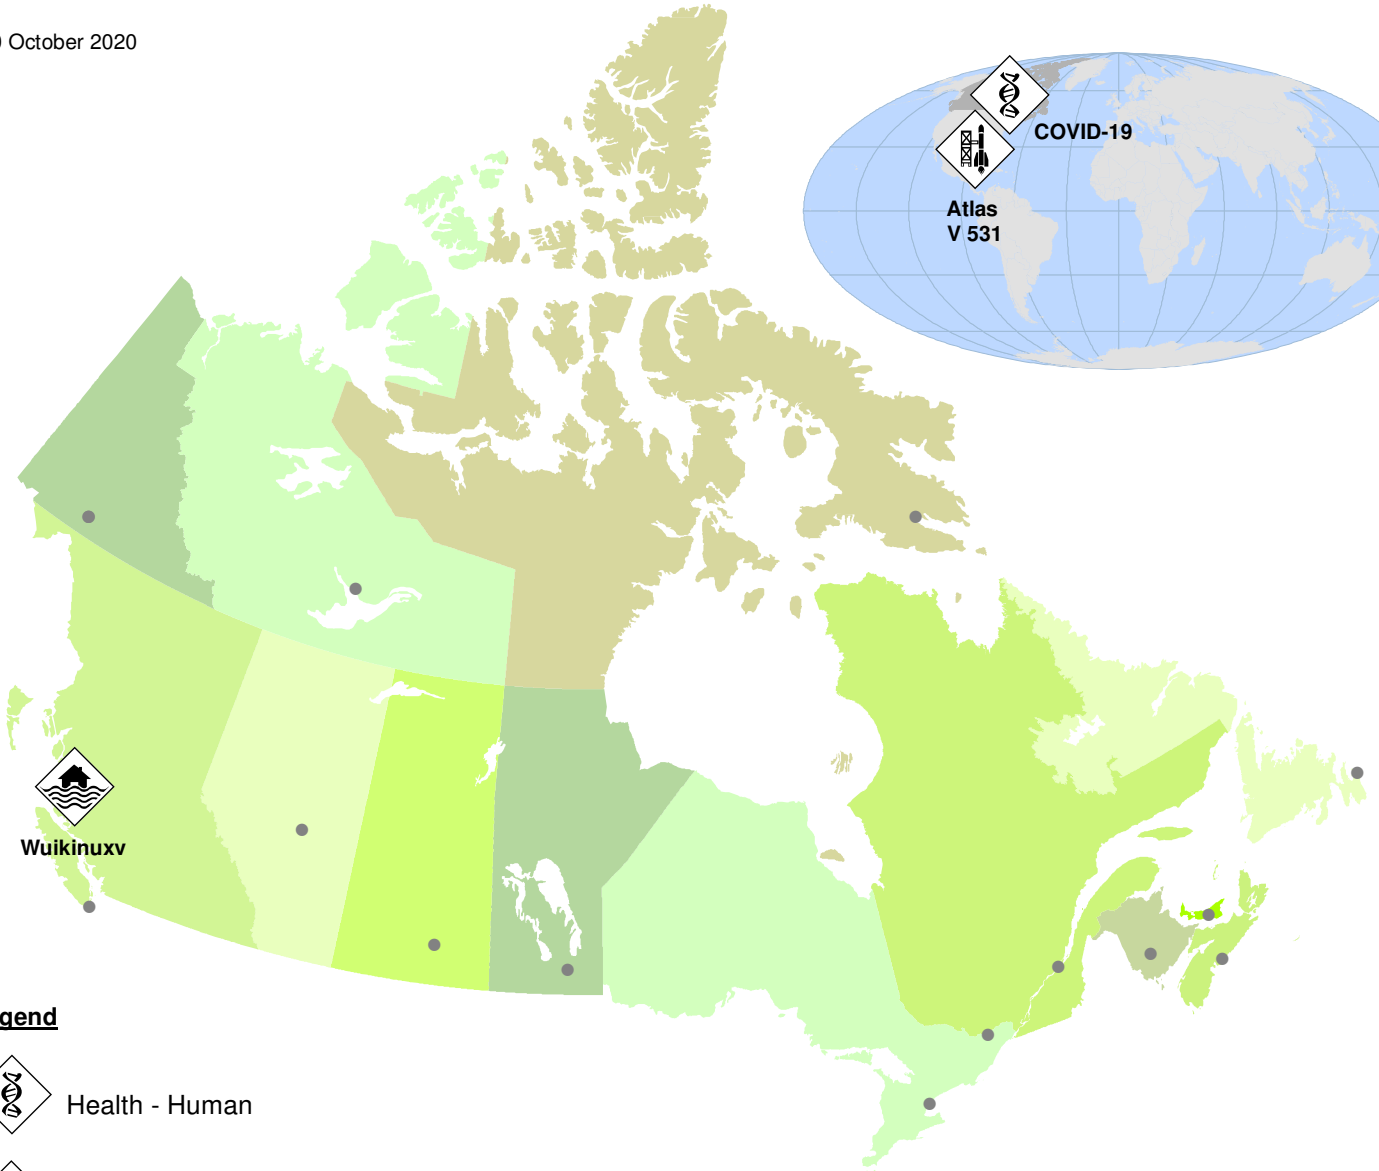 October 2020
COVID-19
Atlas
V 531
Wuikinuxv
gend
Health - Human